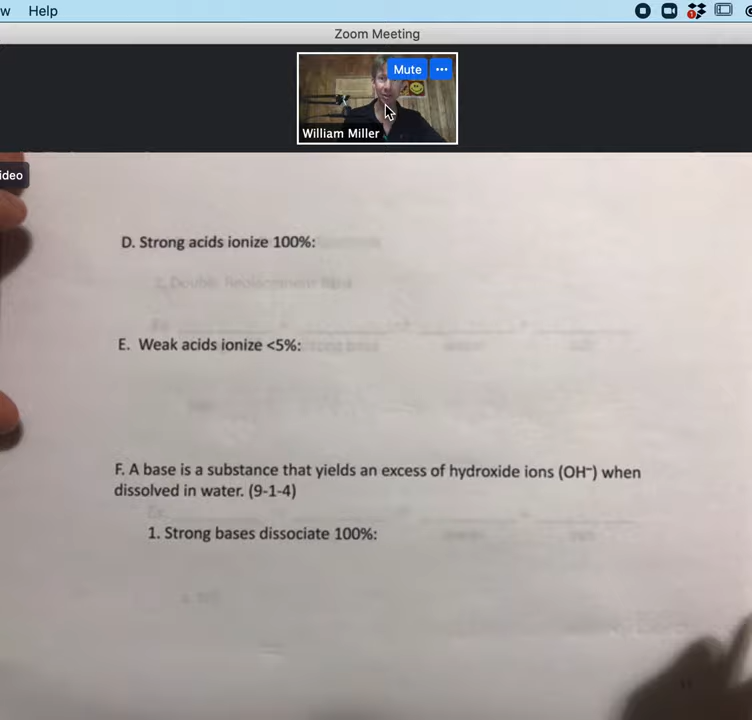 w Help
Zoom Meeting
Mute ...
William Miller
ideo
D. Strong acids ionize 100%:
E. Weak acids ionize <5%:
F. A base is a substance that yields an excess of hydroxide ions (OH⁻) when
dissolved in water. (9-1-4)
1. Strong bases dissociate 100%: